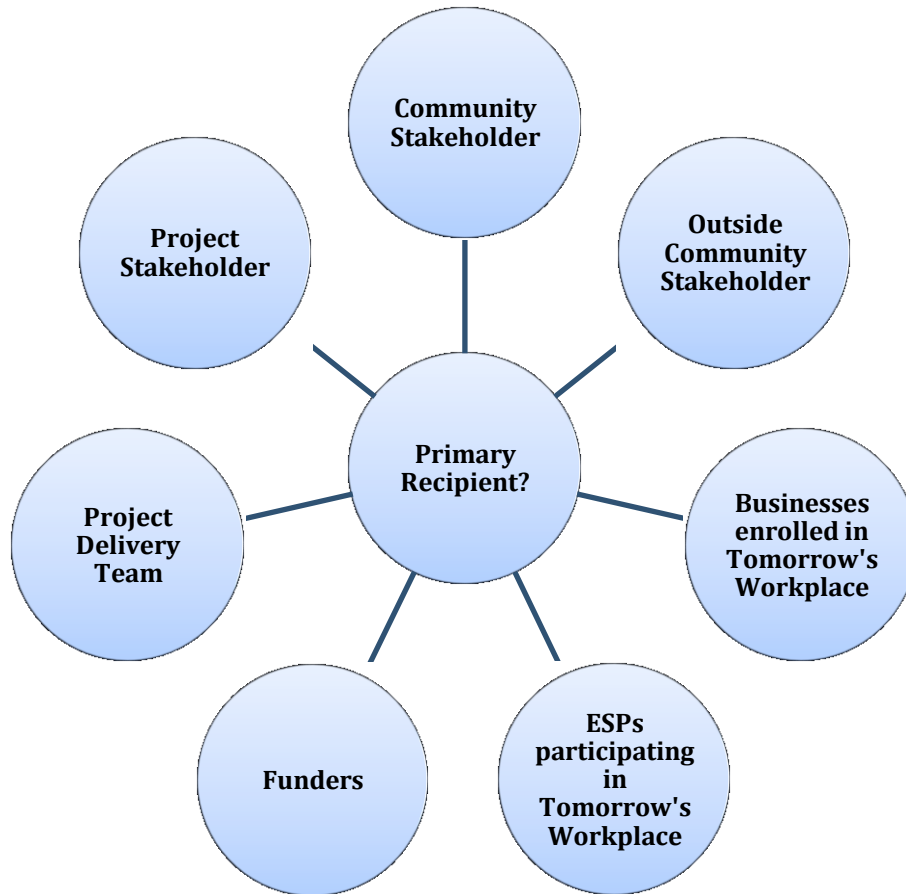 Community
Stakeholder
Outside
Community
Stakeholder
Businesses
enrolled in
Tomorrow's
Workplace
ESPs
participating
in
Tomorrow's
Workplace
Funders
Project
Delivery
Team
Project
Stakeholder
Primary
Recipient?